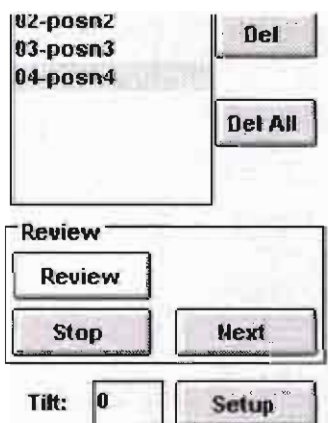 02-posn2
Del
03-posn3
04-posn4
Del All
Review
Review
Stop
Next
Tilt: 0
Setup